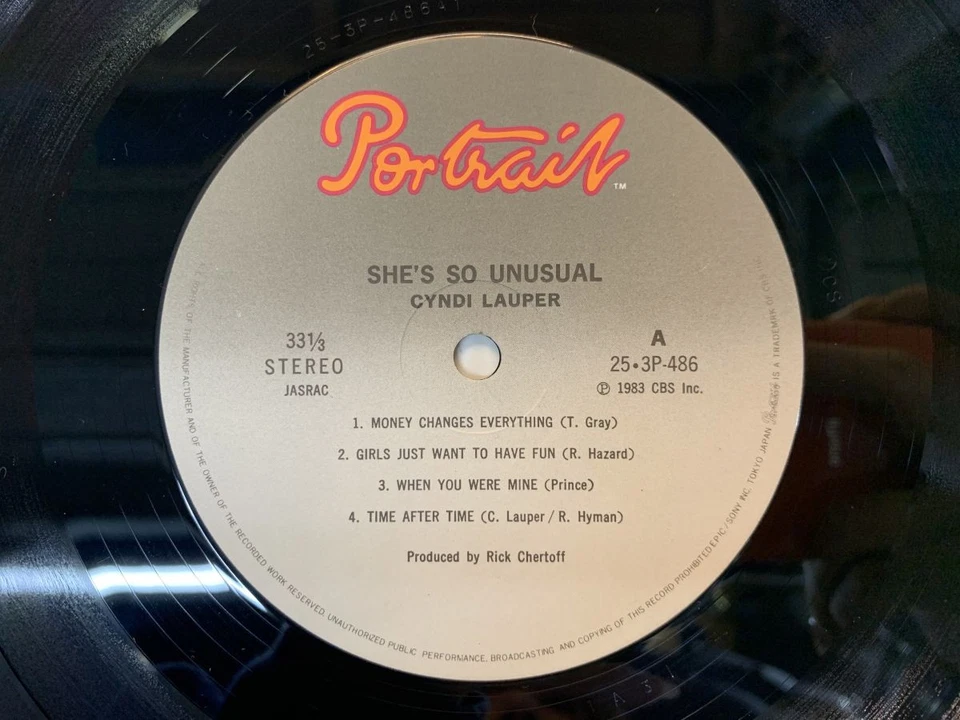 Portrait
TM
SHE'S SO UNUSUAL
CYNDI LAUPER
33⅓
STEREO
JASRAC
A
25•3P-486
℗ 1983 CBS Inc.
1. MONEY CHANGES EVERYTHING (T. Gray)
2. GIRLS JUST WANT TO HAVE FUN (R. Hazard)
3. WHEN YOU WERE MINE (Prince)
4. TIME AFTER TIME (C. Lauper / R. Hyman)
Produced by Rick Chertoff
OF THE MANUFACTURER AND OF THE OWNER OF THE RECORDED WORK RESERVED. UNAUTHORIZED PUBLIC PERFORMANCE, BROADCASTING AND COPYING OF THIS RECORD PROHIBITED EPIC/SONY INC. TOKYO JAPAN IS A TRADEMARK OF CBS